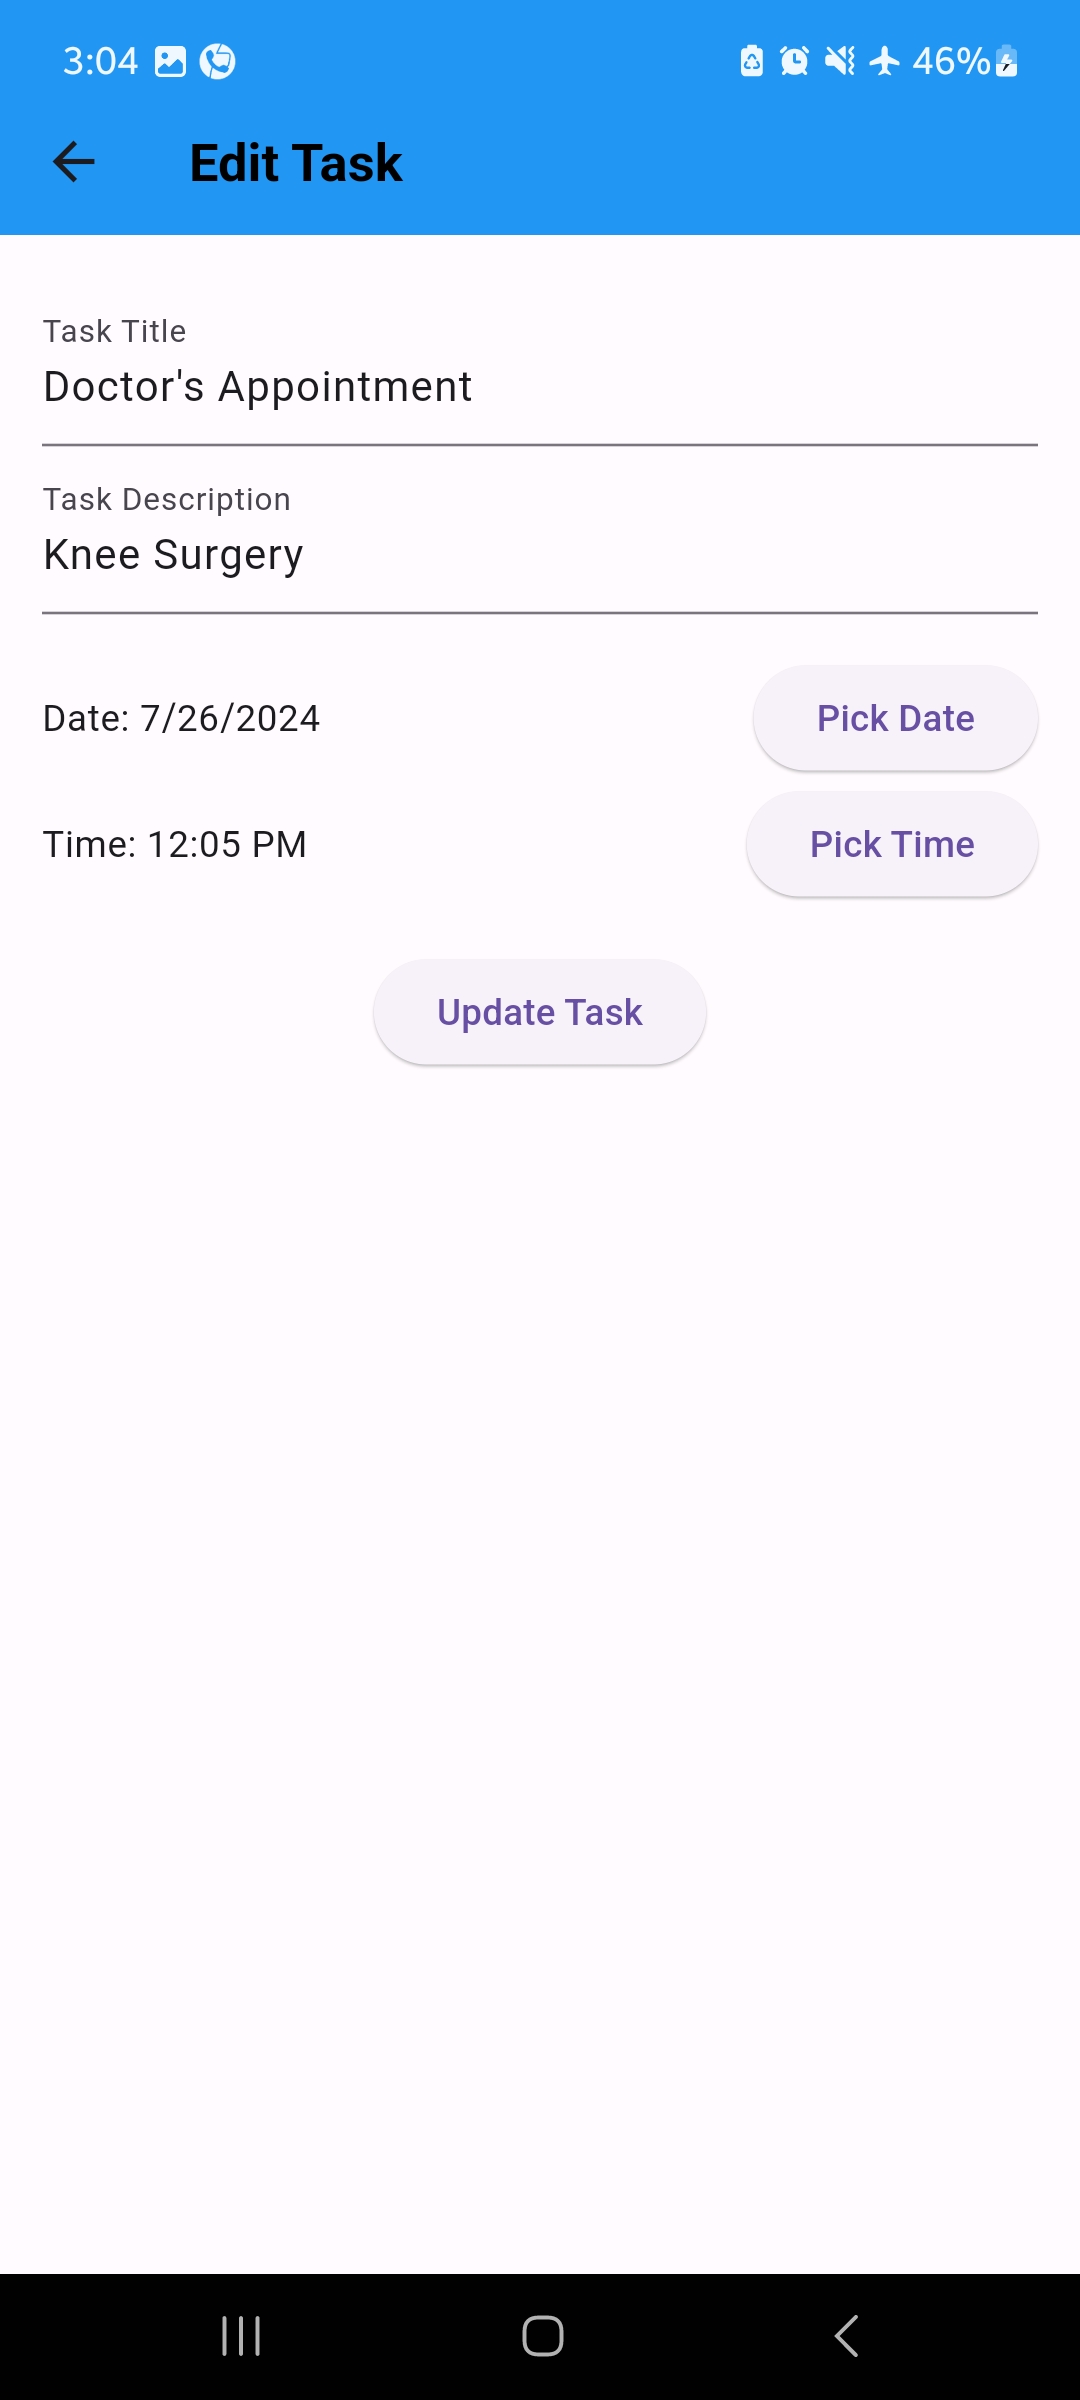 3:04 46%
Edit Task
Task Title
Doctor's Appointment
Task Description
Knee Surgery
Date: 7/26/2024 Pick Date
Time: 12:05 PM Pick Time
Update Task